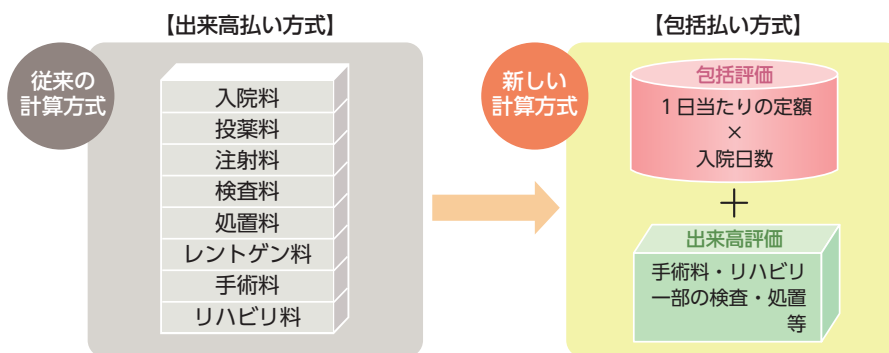 【出来高払い方式】
従来の
計算方式
入院料
投薬料
注射料
検査料
処置料
レントゲン料
手術料
リハビリ料
【包括払い方式】
新しい
計算方式
包括評価
1日当たりの定額
×
入院日数
+
出来高評価
手術料・リハビリ
一部の検査・処置
等